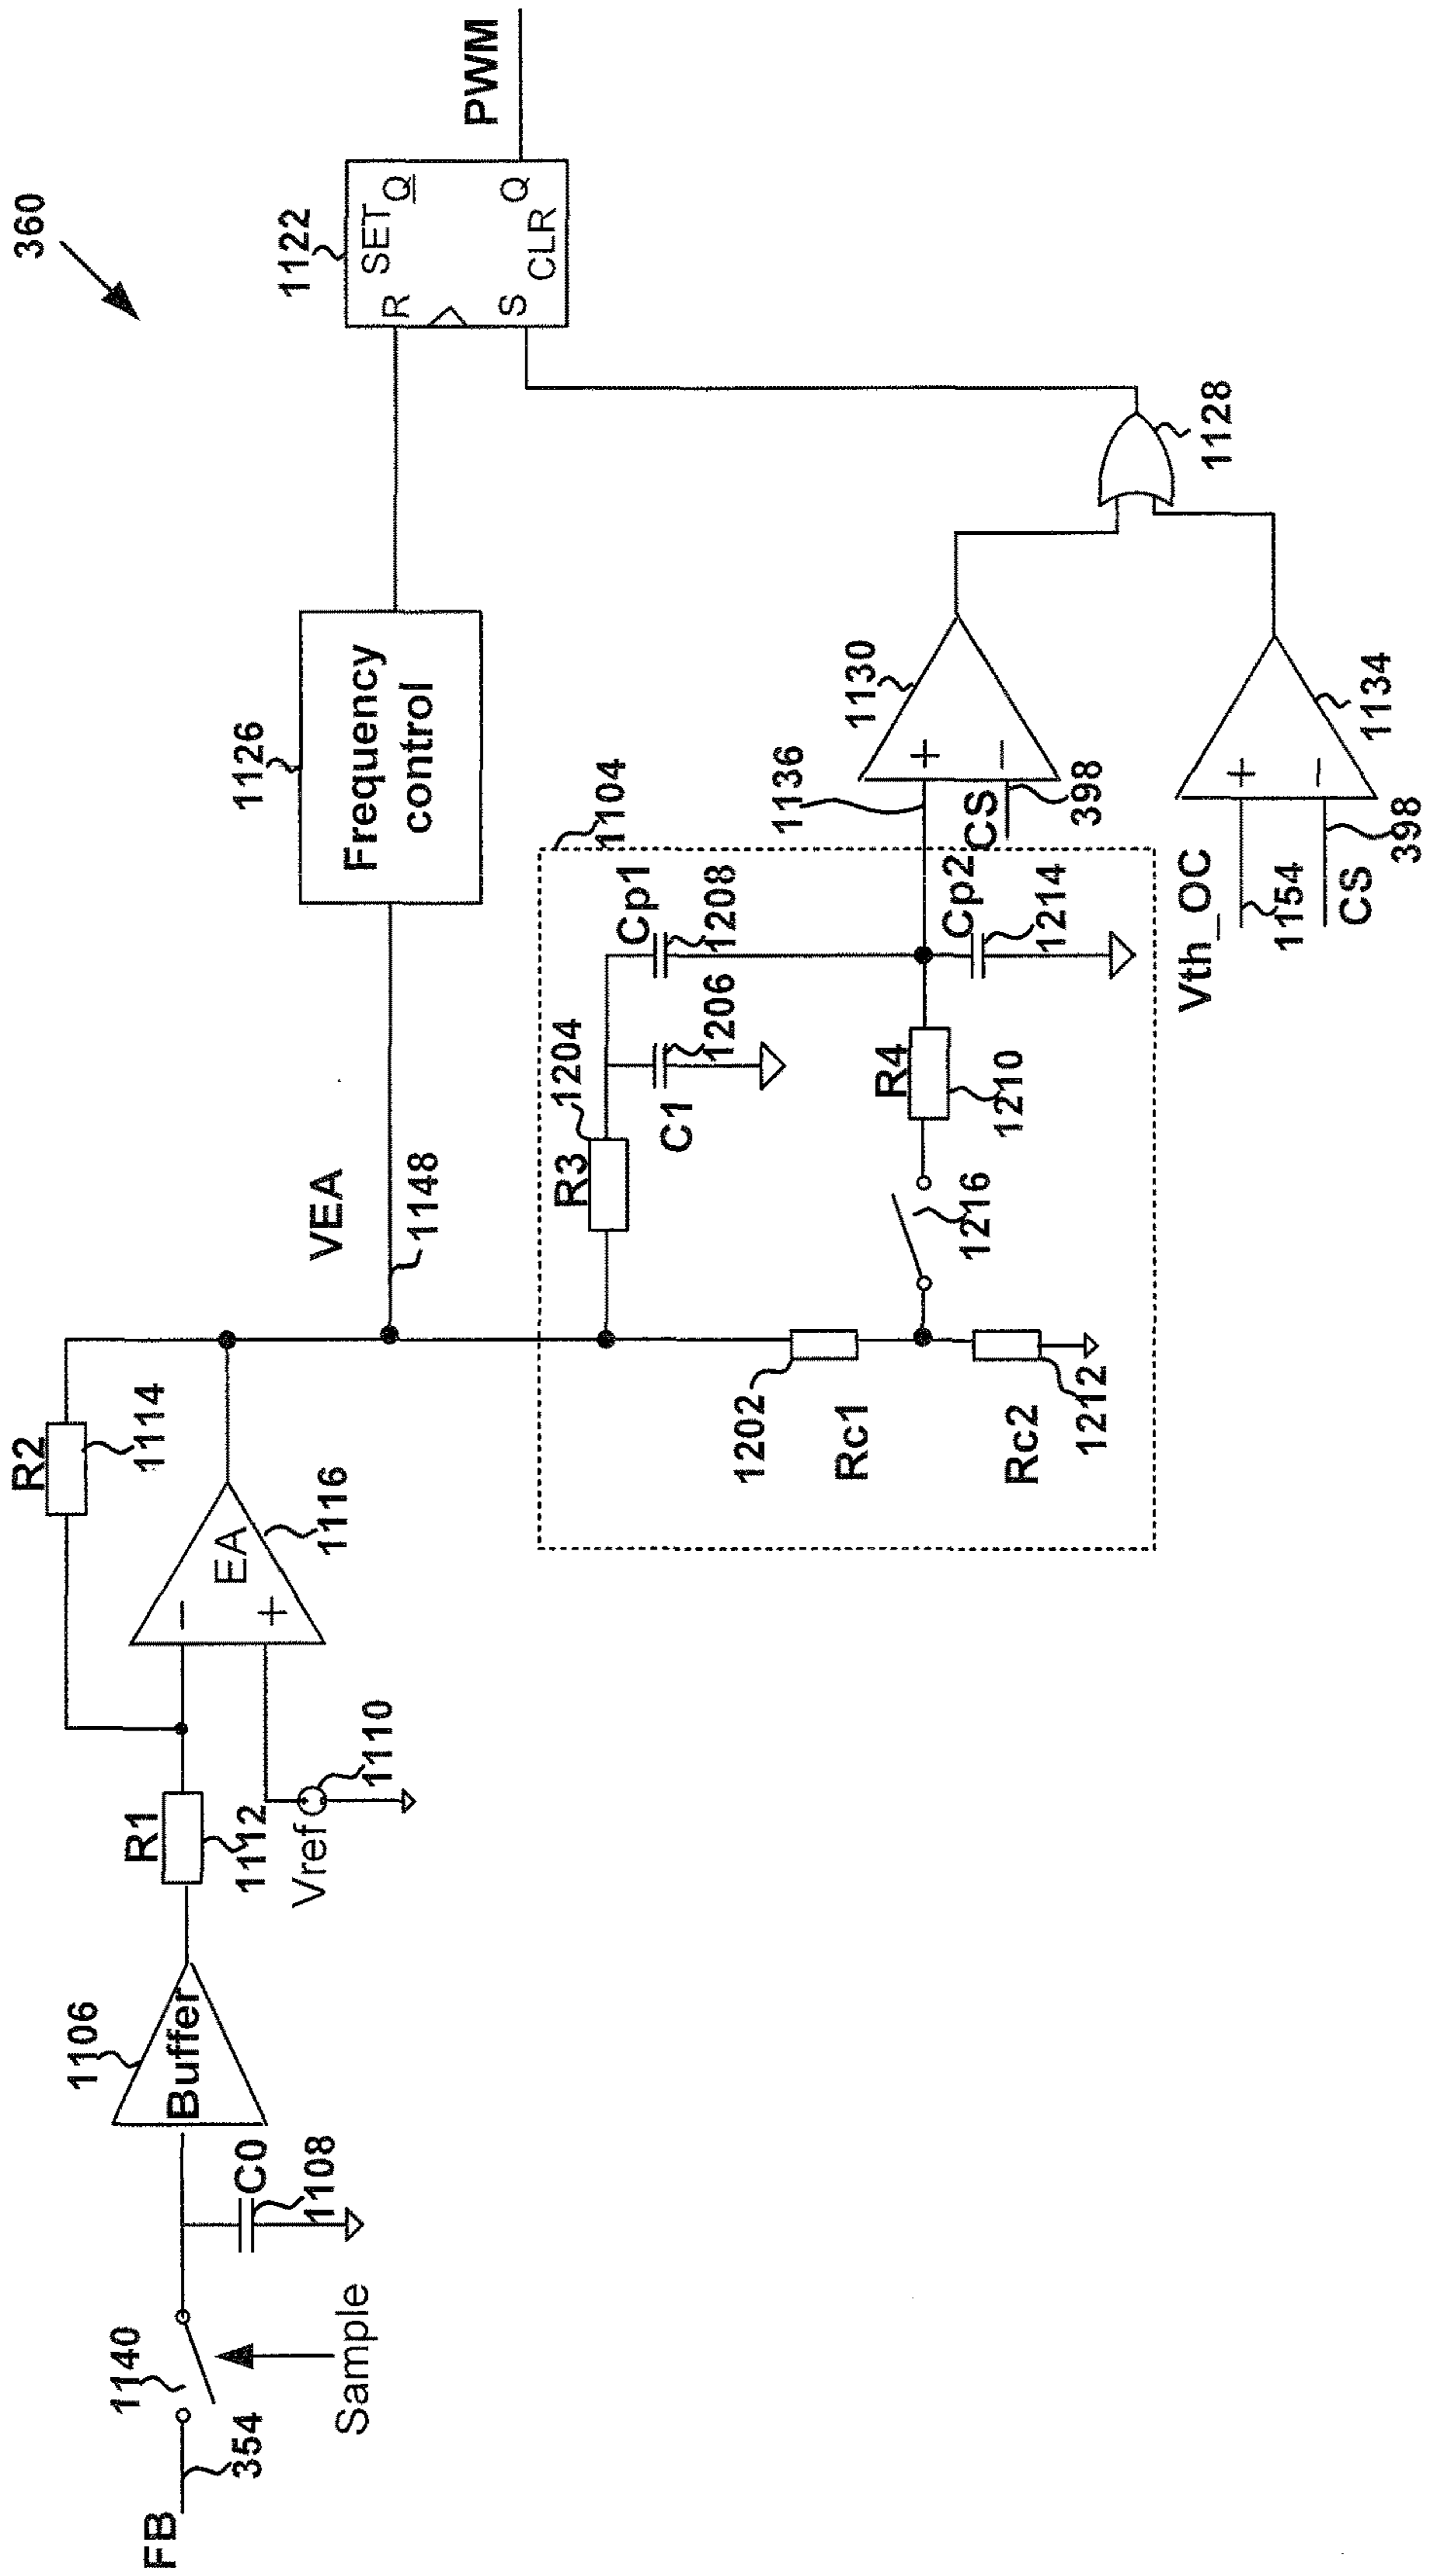 360
FB
354
1140
Sample
C0
1108
1106
Buffer
R1
1112
Vref
1110
R2
1114
EA
−
+
1116
VEA
1148
1126
Frequency
control
1122
R
SET
Q
S
CLR
Q
PWM
1104
R3
1204
C1
1206
Cp1
1208
1202
Rc1
Rc2
1212
1216
R4
1210
Cp2
1214
1136
CS
398
+
−
1130
Vth_OC
1154
CS
398
+
−
1134
1128